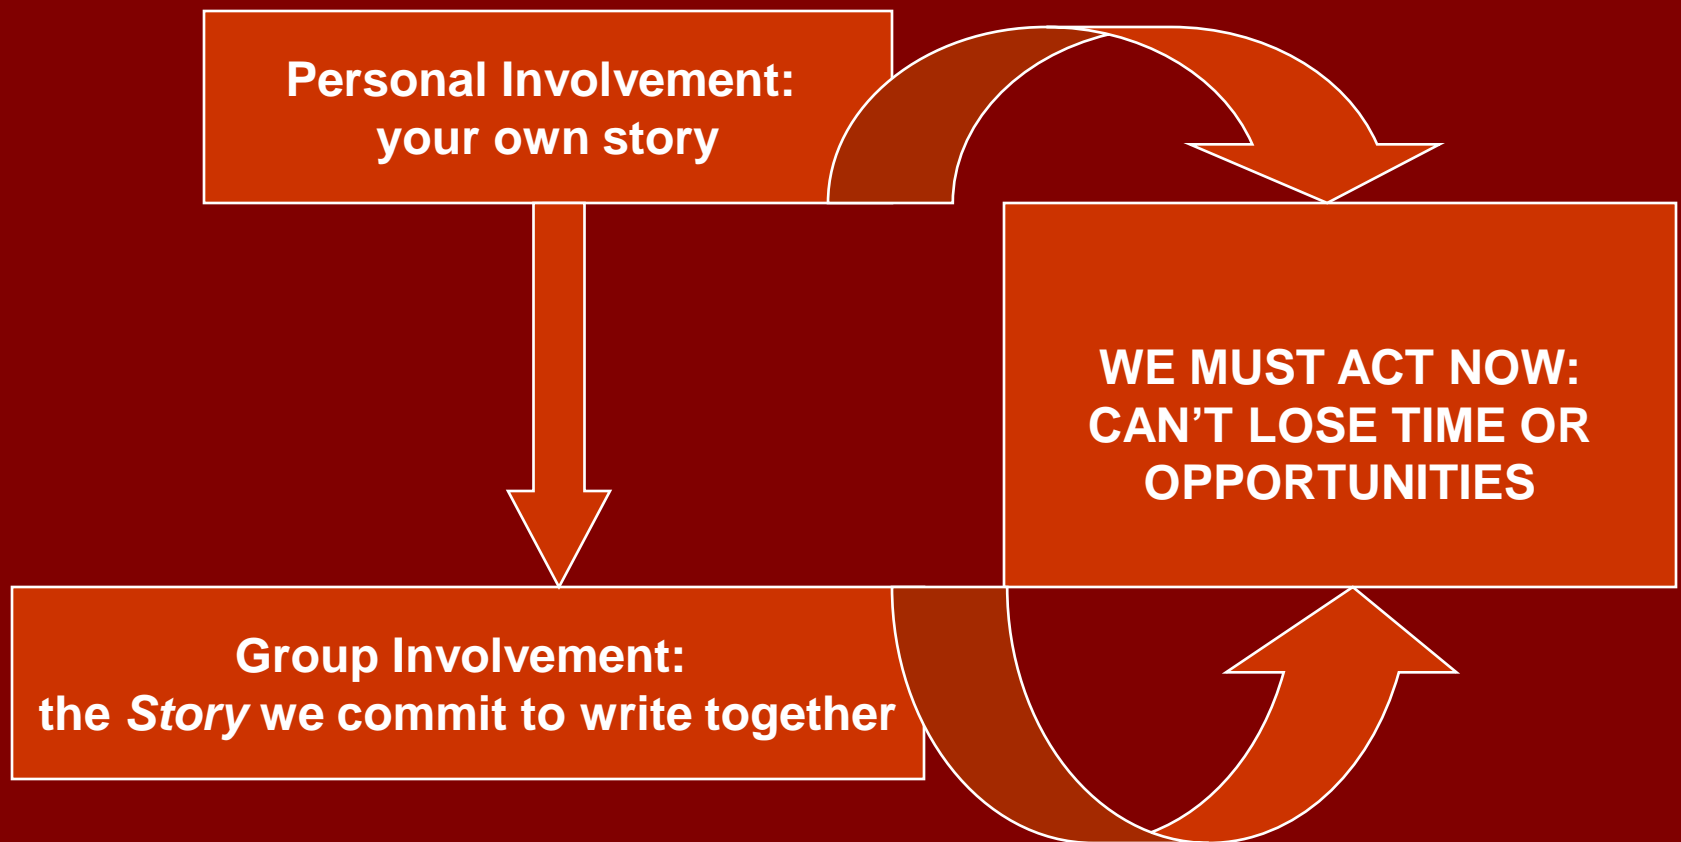 Personal Involvement:
your own story
WE MUST ACT NOW:
CAN’T LOSE TIME OR
OPPORTUNITIES
Group Involvement:
the Story we commit to write together